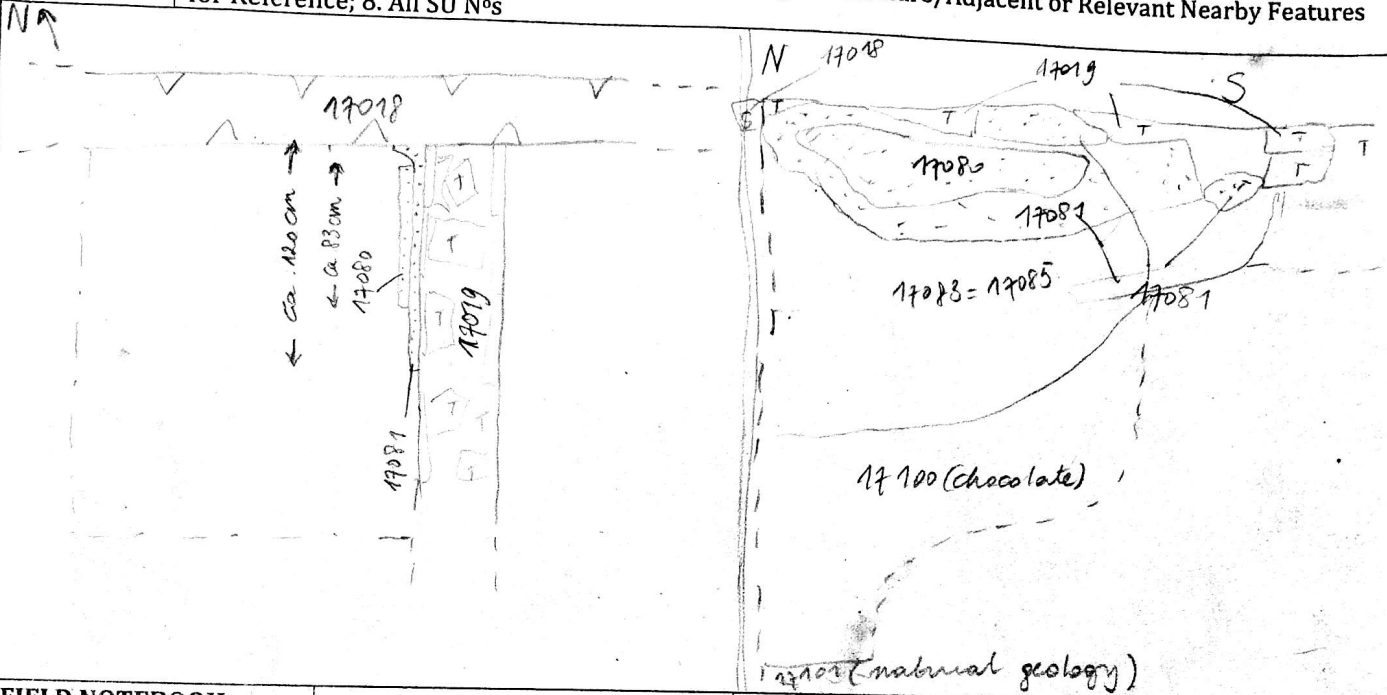 for Reference; 8. All SU Nºs
Adjacent or Relevant Nearby Features
N
17018
ca. 120 cm
ca 83 cm
17080
T
T
T
17019
T
17081
N
17018
17019
S
S
T
T
T
T
T
T
17080
17081
17083 = 17085
17081
17100 (chocolate)
(natural geology)
FIELD NOTEBOOK